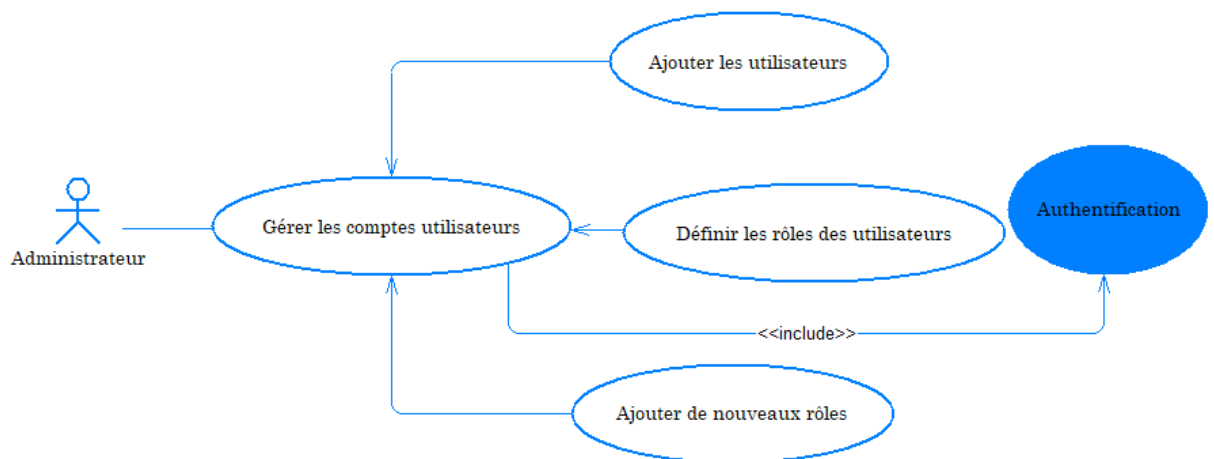 Ajouter les utilisateurs
Authentification
Gérer les comptes utilisateurs
Définir les rôles des utilisateurs
Administrateur
<<include>>
Ajouter de nouveaux rôles